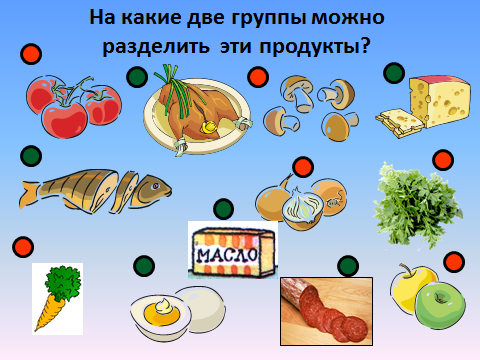 На какие две группы можно
разделить эти продукты?
МАСЛО